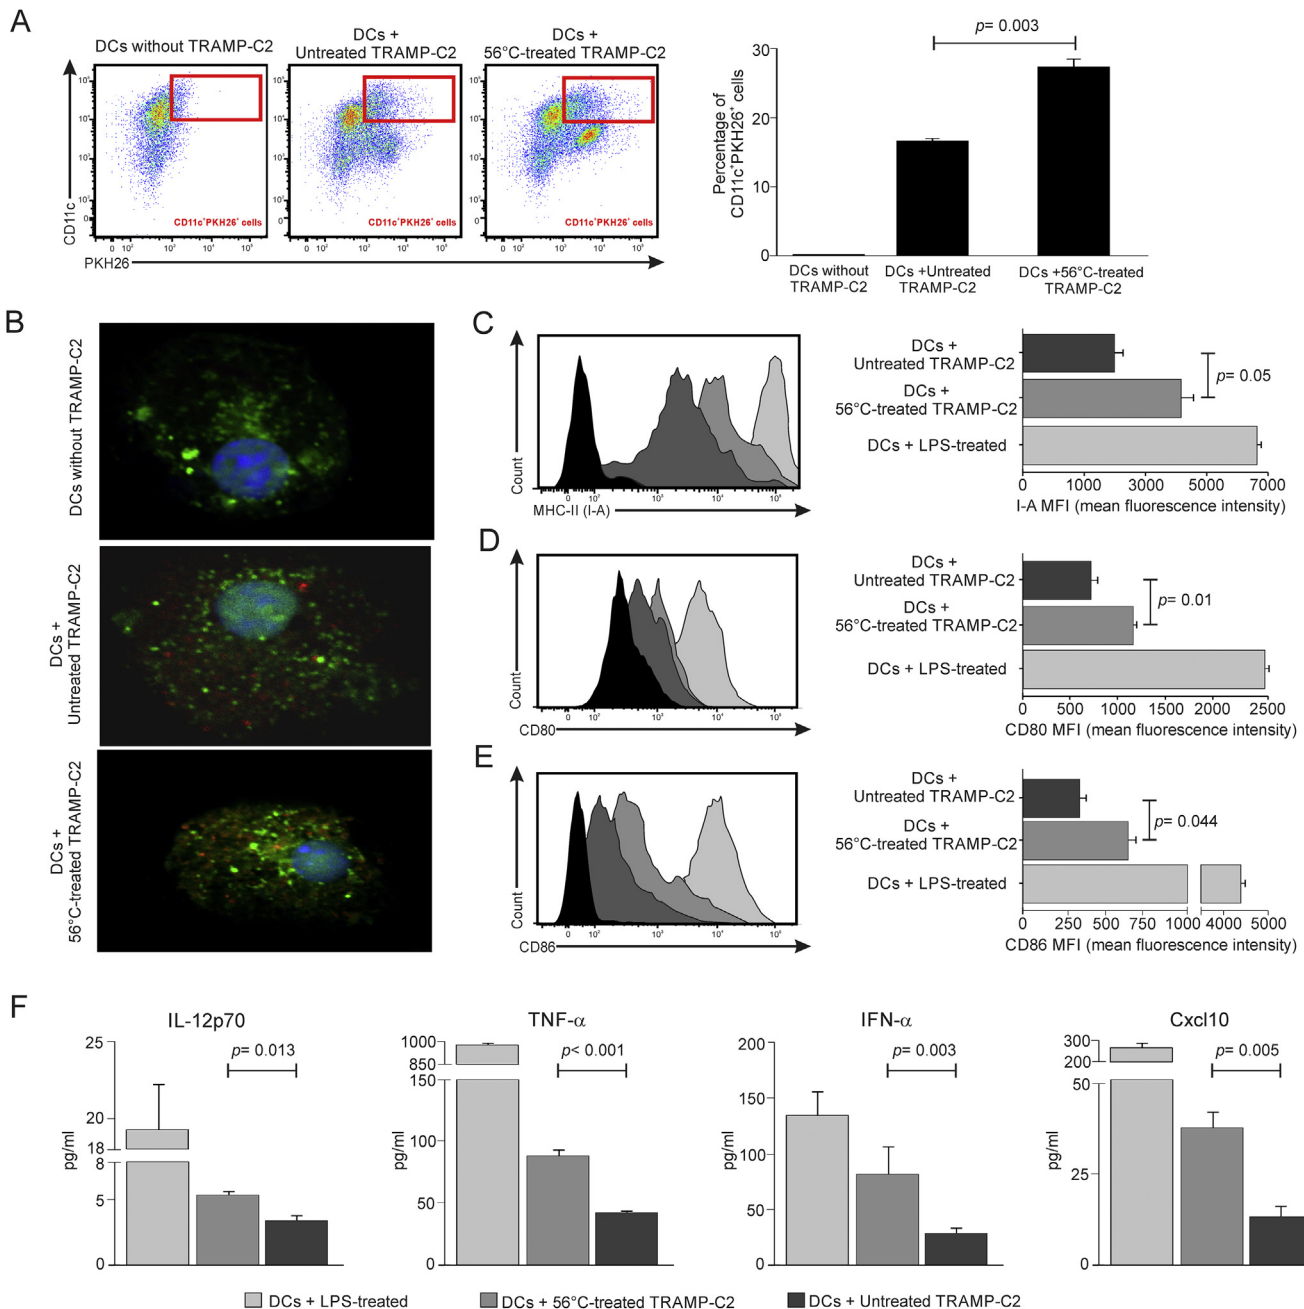 A
DCs without TRAMP-C2
DCs +
Untreated TRAMP-C2
DCs +
56°C-treated TRAMP-C2
CD11c
CD11c⁺PKH26⁺ cells
CD11c⁺PKH26⁺ cells
CD11c⁺PKH26⁺ cells
PKH26
p= 0.003
Percentage of
CD11c⁺PKH26⁺ cells
30
20
10
0
DCs without
TRAMP-C2
DCs +Untreated
TRAMP-C2
DCs +56°C-treated
TRAMP-C2
B
DCs without TRAMP-C2
DCs +
Untreated TRAMP-C2
DCs +
56°C-treated TRAMP-C2
C
Count
MHC-II (I-A)
DCs +
Untreated TRAMP-C2
DCs +
56°C-treated TRAMP-C2
DCs + LPS-treated
p= 0.05
0 1000 3000 5000 7000
I-A MFI (mean fluorescence intensity)
D
Count
CD80
DCs +
Untreated TRAMP-C2
DCs +
56°C-treated TRAMP-C2
DCs + LPS-treated
p= 0.01
0 500 1000 1500 2000 2500
CD80 MFI (mean fluorescence intensity)
E
Count
CD86
DCs +
Untreated TRAMP-C2
DCs +
56°C-treated TRAMP-C2
DCs + LPS-treated
p= 0.044
0 250 500 750 1000 4000 5000
CD86 MFI (mean fluorescence intensity)
F
IL-12p70
pg/ml
25
20
18
8
5
0
p= 0.013
TNF-α
pg/ml
1000
850
150
100
50
0
p< 0.001
IFN-α
pg/ml
200
150
100
50
0
p= 0.003
Cxcl10
pg/ml
300
200
50
25
0
p= 0.005
DCs + LPS-treated
DCs + 56°C-treated TRAMP-C2
DCs + Untreated TRAMP-C2